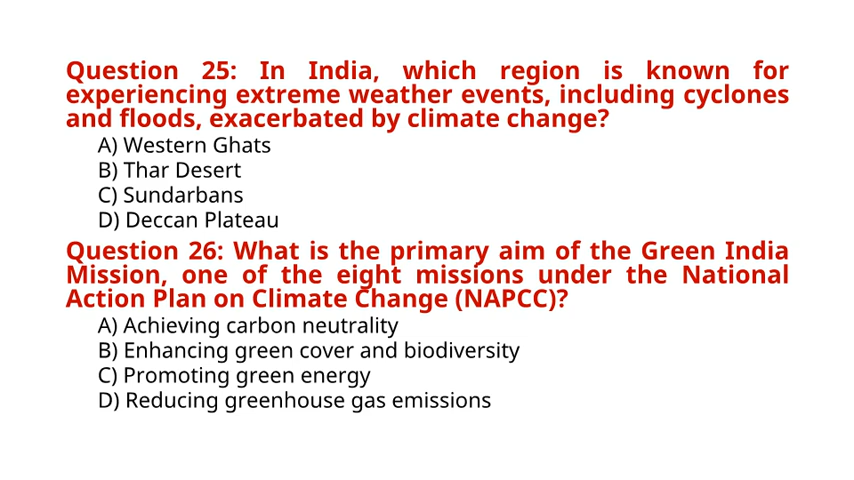 Question 25: In India, which region is known for
experiencing extreme weather events, including cyclones
and floods, exacerbated by climate change?
A) Western Ghats
B) Thar Desert
C) Sundarbans
D) Deccan Plateau
Question 26: What is the primary aim of the Green India
Mission, one of the eight missions under the National
Action Plan on Climate Change (NAPCC)?
A) Achieving carbon neutrality
B) Enhancing green cover and biodiversity
C) Promoting green energy
D) Reducing greenhouse gas emissions